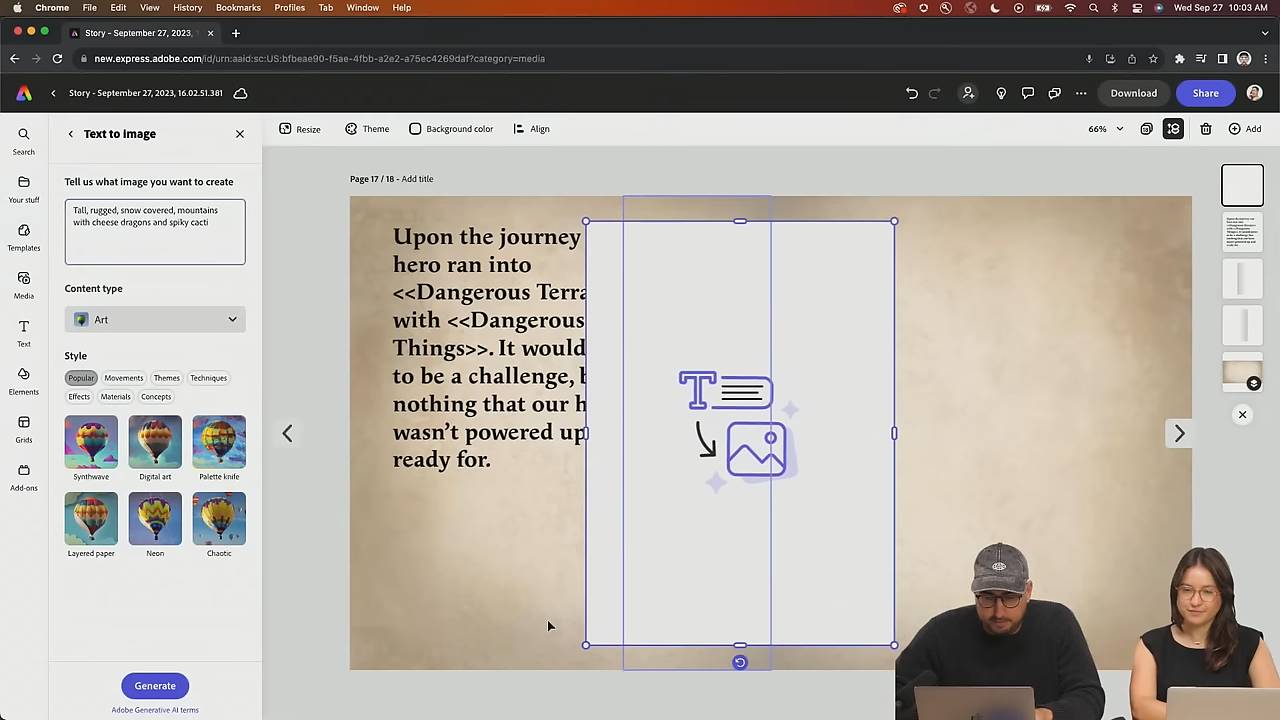 Chrome File Edit View History Bookmarks Profiles Tab Window Help Wed Sep 27 10:03 AM
Story - September 27, 2023,
new.express.adobe.com/id/urn:aaid:sc:US:bfbeae90-f5ae-4fbb-a2e2-a75ec4269daf?category=media
Story - September 27, 2023, 16.02.51.381 Download Share
Search
Your stuff
Templates
Media
Text
Elements
Grids
Add-ons
Text to image
Tell us what image you want to create
Tall, rugged, snow covered, mountains
with cheese dragons and spiky cacti
Content type
Art
Style
Popular Movements Themes Techniques
Effects Materials Concepts
Synthwave Digital art Palette knife
Layered paper Neon Chaotic
Generate
Adobe Generative AI terms
Resize Theme Background color Align 66% Add
Page 17 / 18 - Add title
Upon the journey
hero ran into
<<Dangerous Terra
with <<Dangerous
Things>>. It would
to be a challenge, b
nothing that our h
wasn’t powered up
ready for.
T